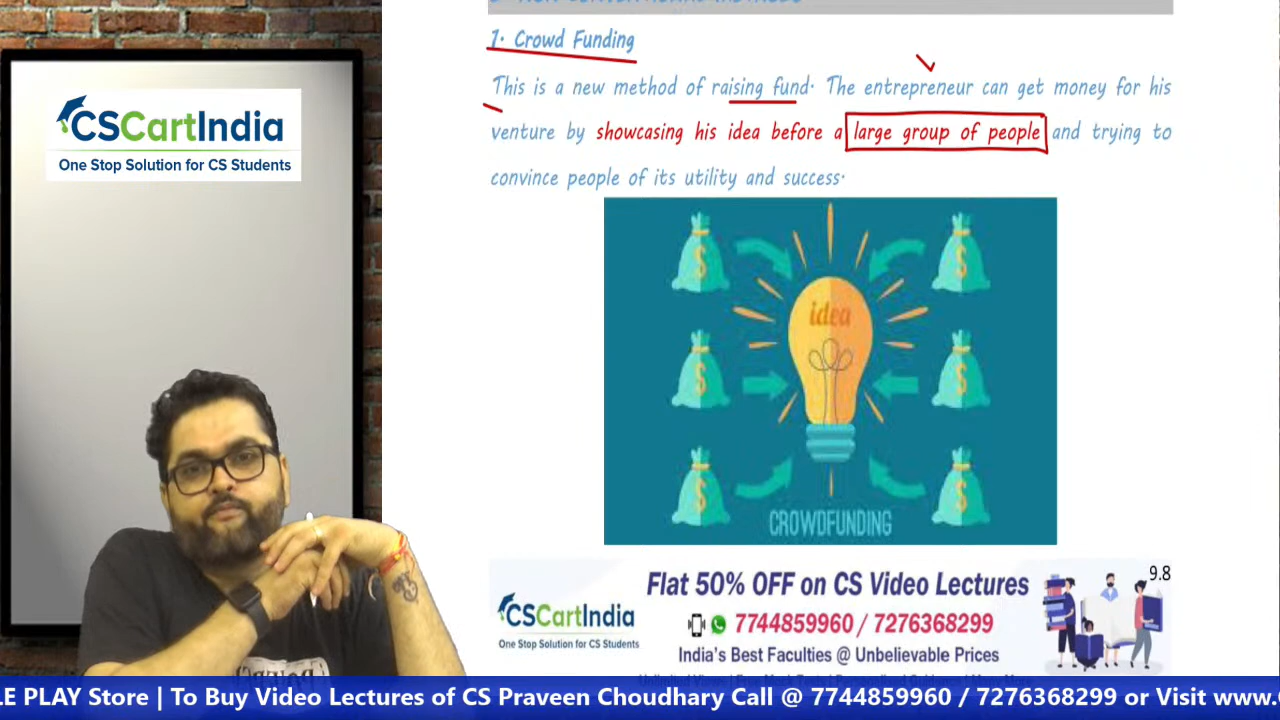 1. Crowd Funding
This is a new method of raising fund. The entrepreneur can get money for his
venture by showcasing his idea before a large group of people and trying to
convince people of its utility and success.
CSCartIndia
One Stop Solution for CS Students
idea
$
$
$
$
$
$
CROWDFUNDING
9.8
Flat 50% OFF on CS Video Lectures
CSCartIndia
One Stop Solution for CS Students
7744859960 / 7276368299
India's Best Faculties @ Unbelievable Prices
LE PLAY Store | To Buy Video Lectures of CS Praveen Choudhary Call @ 7744859960 / 7276368299 or Visit www.